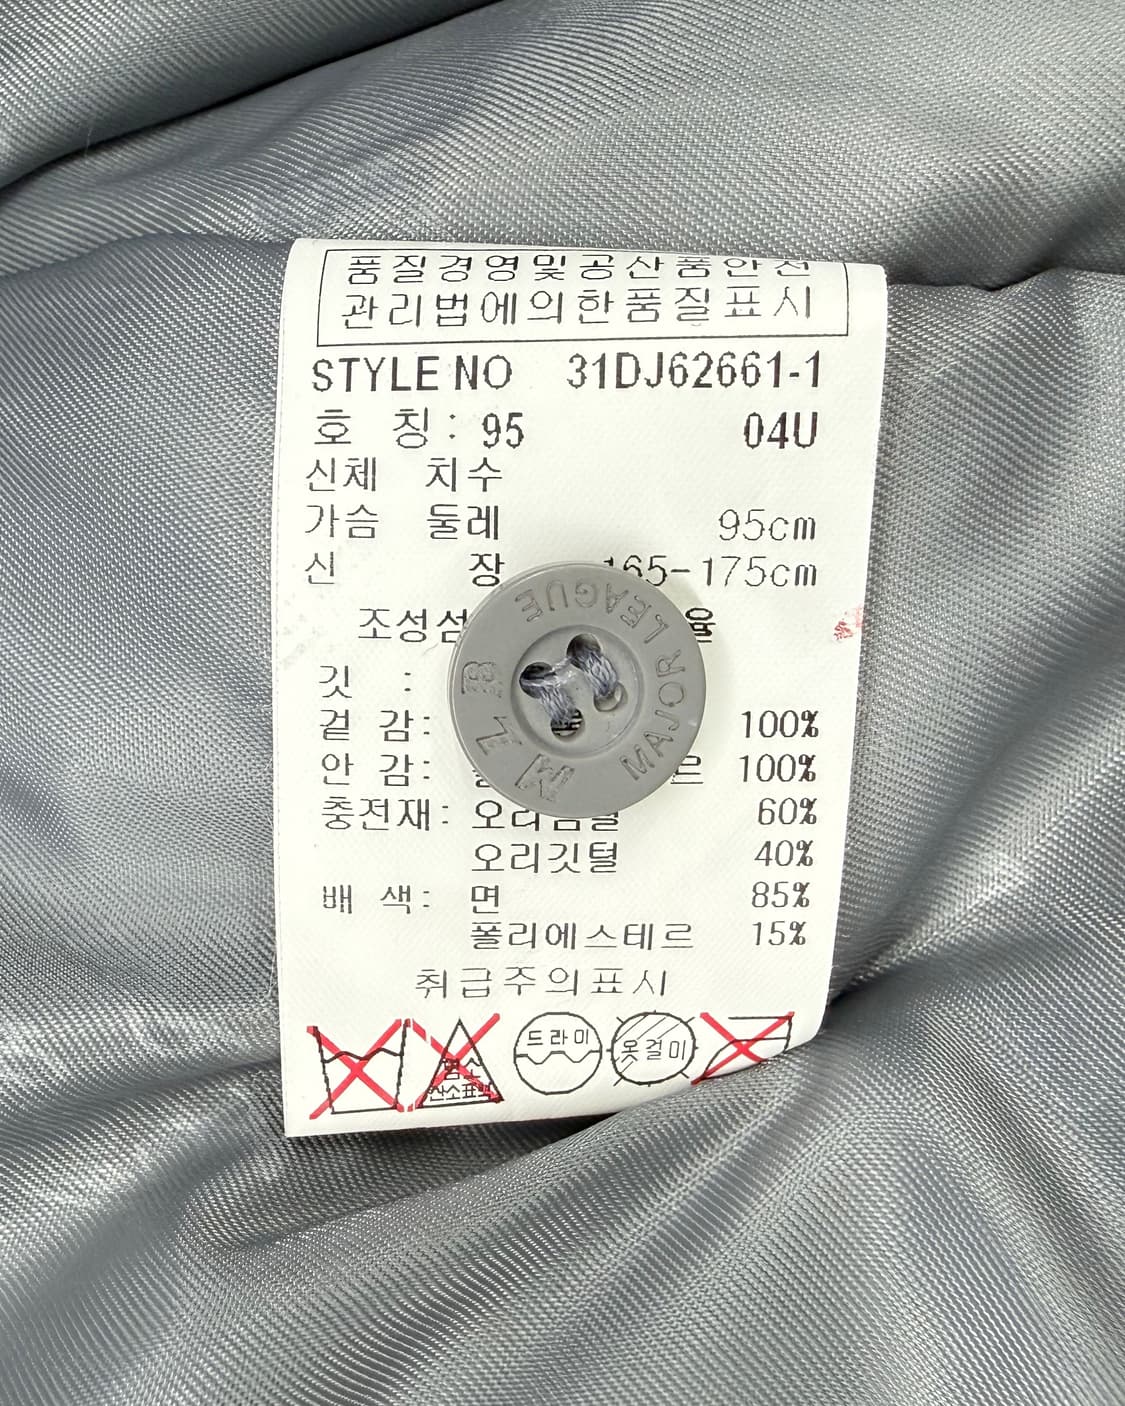 품질경영및공산품안전
관리법에의한품질표시
STYLE NO 31DJ62661-1
호 칭 : 95 04U
신체 치수
가슴 둘레 95cm
신 장 165-175cm
깃 :
겉 감: 100%
안 감: 100%
충전재: 60%
오리깃털 40%
배 색: 면 85%
폴리에스테르 15%
취급주의표시
드라이
옷걸이
MAJOR LEAGUE